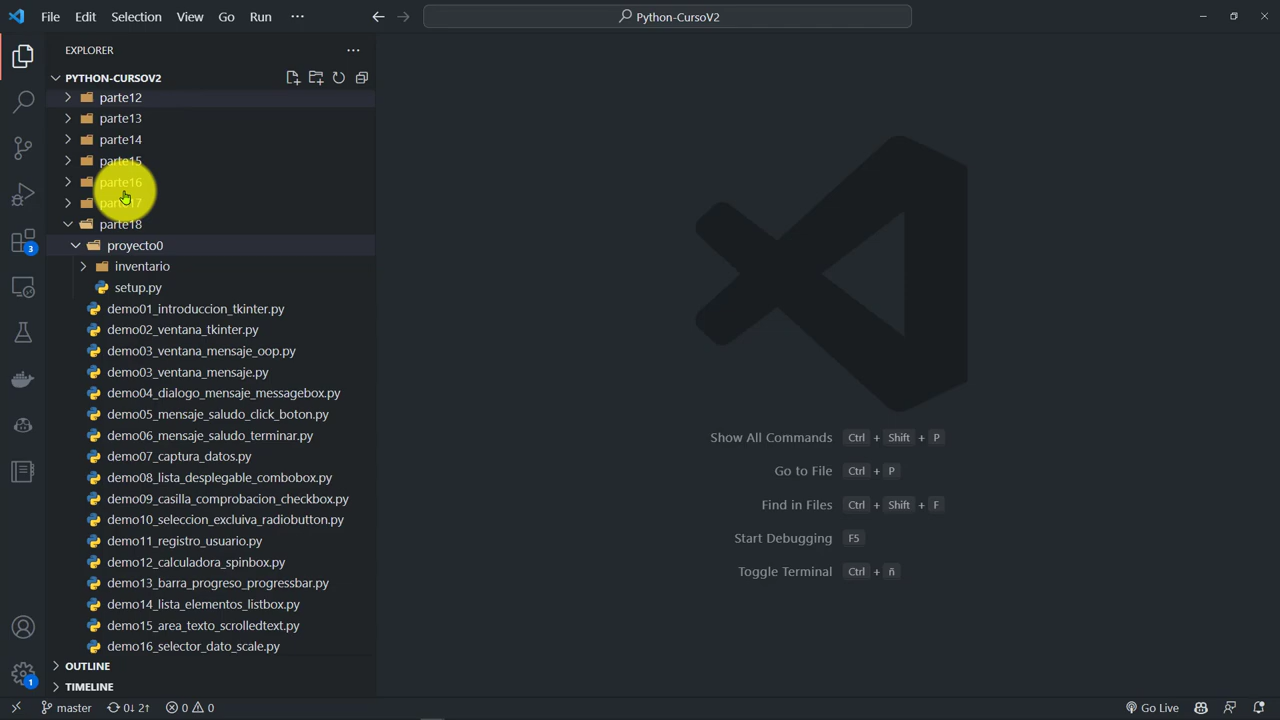 File Edit Selection View Go Run ···
Python-CursoV2
EXPLORER ···
PYTHON-CURSOV2
parte12
parte13
parte14
parte15
parte16
parte17
parte18
proyecto0
inventario
setup.py
demo01_introduccion_tkinter.py
demo02_ventana_tkinter.py
demo03_ventana_mensaje_oop.py
demo03_ventana_mensaje.py
demo04_dialogo_mensaje_messagebox.py
demo05_mensaje_saludo_click_boton.py
demo06_mensaje_saludo_terminar.py
demo07_captura_datos.py
demo08_lista_desplegable_combobox.py
demo09_casilla_comprobacion_checkbox.py
demo10_seleccion_excluiva_radiobutton.py
demo11_registro_usuario.py
demo12_calculadora_spinbox.py
demo13_barra_progreso_progressbar.py
demo14_lista_elementos_listbox.py
demo15_area_texto_scrolledtext.py
demo16_selector_dato_scale.py
OUTLINE
TIMELINE
3
1
Show All Commands Ctrl + Shift + P
Go to File Ctrl + P
Find in Files Ctrl + Shift + F
Start Debugging F5
Toggle Terminal Ctrl + ñ
master 0↓ 2↑ 0 0 Go Live